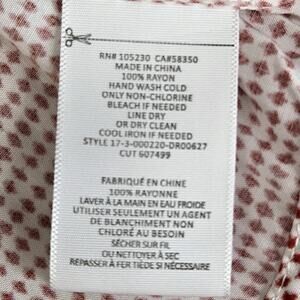 RN# 105230 CA#58350
MADE IN CHINA
100% RAYON
HAND WASH COLD
ONLY NON-CHLORINE
BLEACH IF NEEDED
LINE DRY
OR DRY CLEAN
COOL IRON IF NEEDED
STYLE 17-3-000220-DR00627
CUT 607499
FABRIQUÉ EN CHINE
100% RAYONNE
LAVER À LA MAIN EN EAU FROIDE
UTILISER SEULEMENT UN AGENT
DE BLANCHIMENT NON
CHLORÉ AU BESOIN
SÉCHER SUR FIL
OU NETTOYER À SEC
REPASSER À FER TIÈDE SI NÉCESSAIRE